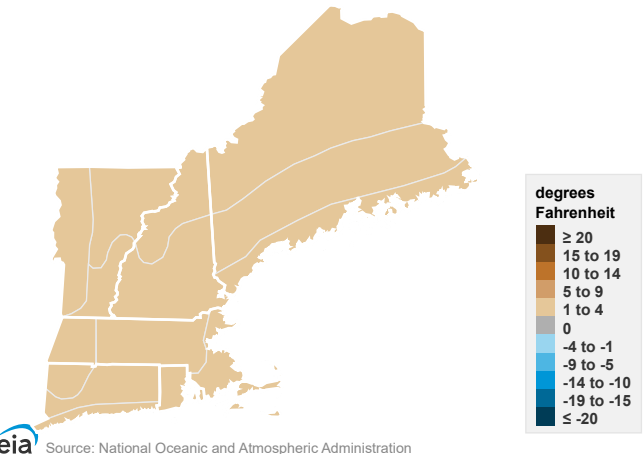 degrees
Fahrenheit
≥ 20
15 to 19
10 to 14
5 to 9
1 to 4
0
-4 to -1
-9 to -5
-14 to -10
-19 to -15
≤ -20
eia
Source: National Oceanic and Atmospheric Administration